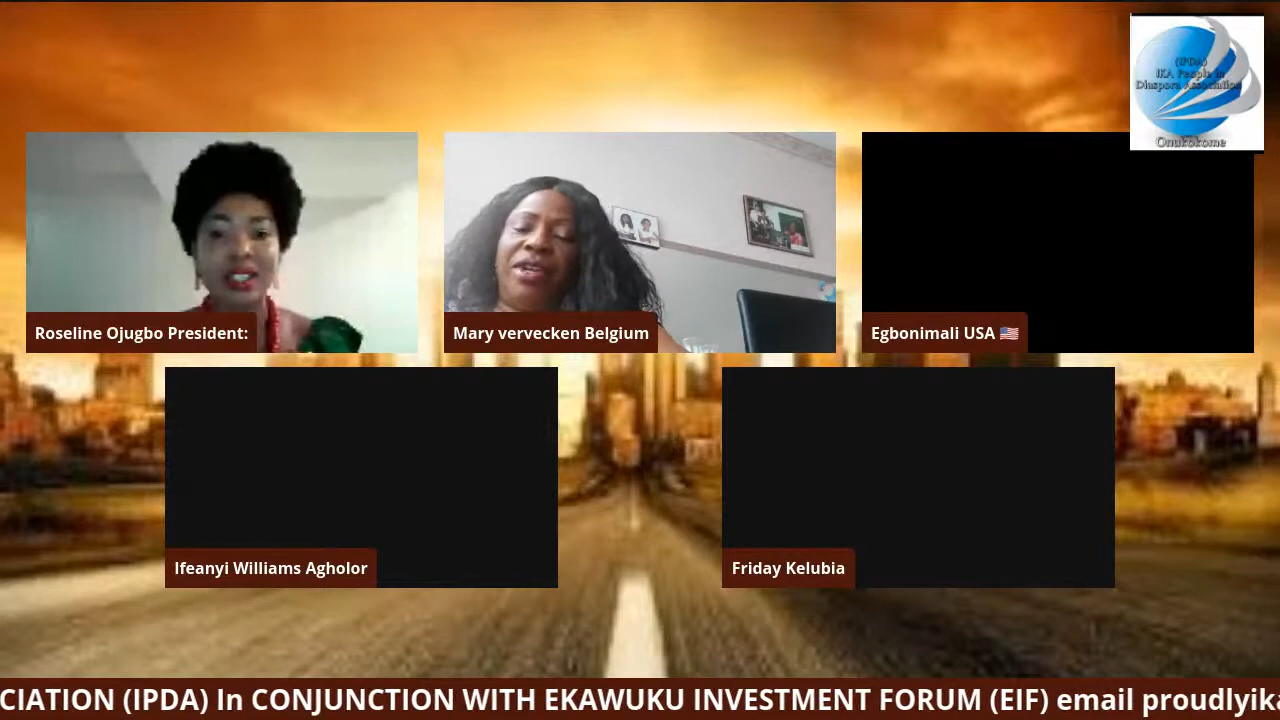 (IPDA)
IKA People in
Diaspora Association
Onukokome
Roseline Ojugbo President:
Mary vervecken Belgium
Egbonimali USA 🇺🇸
Ifeanyi Williams Agholor
Friday Kelubia
CIATION (IPDA) In CONJUNCTION WITH EKAWUKU INVESTMENT FORUM (EIF) email proudlyika